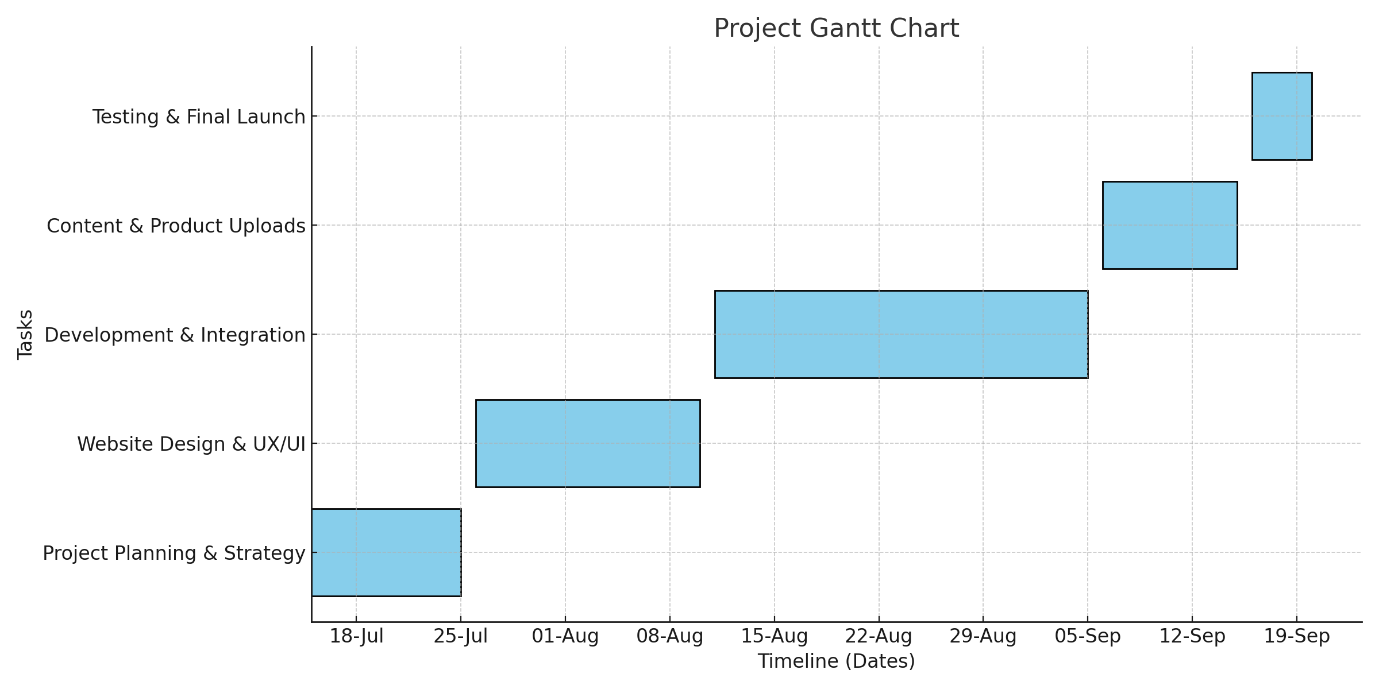 Project Gantt Chart
Tasks
Testing & Final Launch
Content & Product Uploads
Development & Integration
Website Design & UX/UI
Project Planning & Strategy
18-Jul 25-Jul 01-Aug 08-Aug 15-Aug 22-Aug 29-Aug 05-Sep 12-Sep 19-Sep
Timeline (Dates)